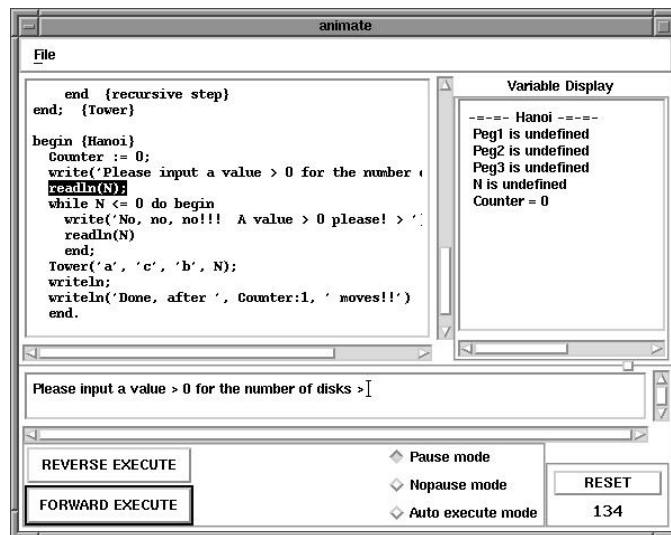 animate
File
end {recursive step}
end; {Tower}
begin {Hanoi}
Counter := 0;
write('Please input a value > 0 for the number
readln(N);
while N <= 0 do begin
write('No, no, no!!! A value > 0 please! > '
readln(N)
end;
Tower('a', 'c', 'b', N);
writeln;
writeln('Done, after ', Counter:1, ' moves!!')
end.
Variable Display
-=-=- Hanoi -=-=-
Peg1 is undefined
Peg2 is undefined
Peg3 is undefined
N is undefined
Counter = 0
Please input a value > 0 for the number of disks >
REVERSE EXECUTE
FORWARD EXECUTE
Pause mode
Nopause mode
Auto execute mode
RESET
134